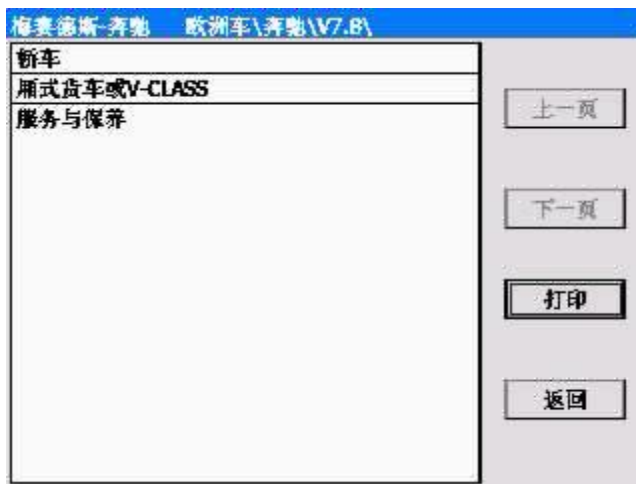 梅赛德斯-奔驰 欧洲车\奔驰\V7.8\
轿车
厢式货车或V-CLASS
服务与保养
上一页
下一页
打印
返回